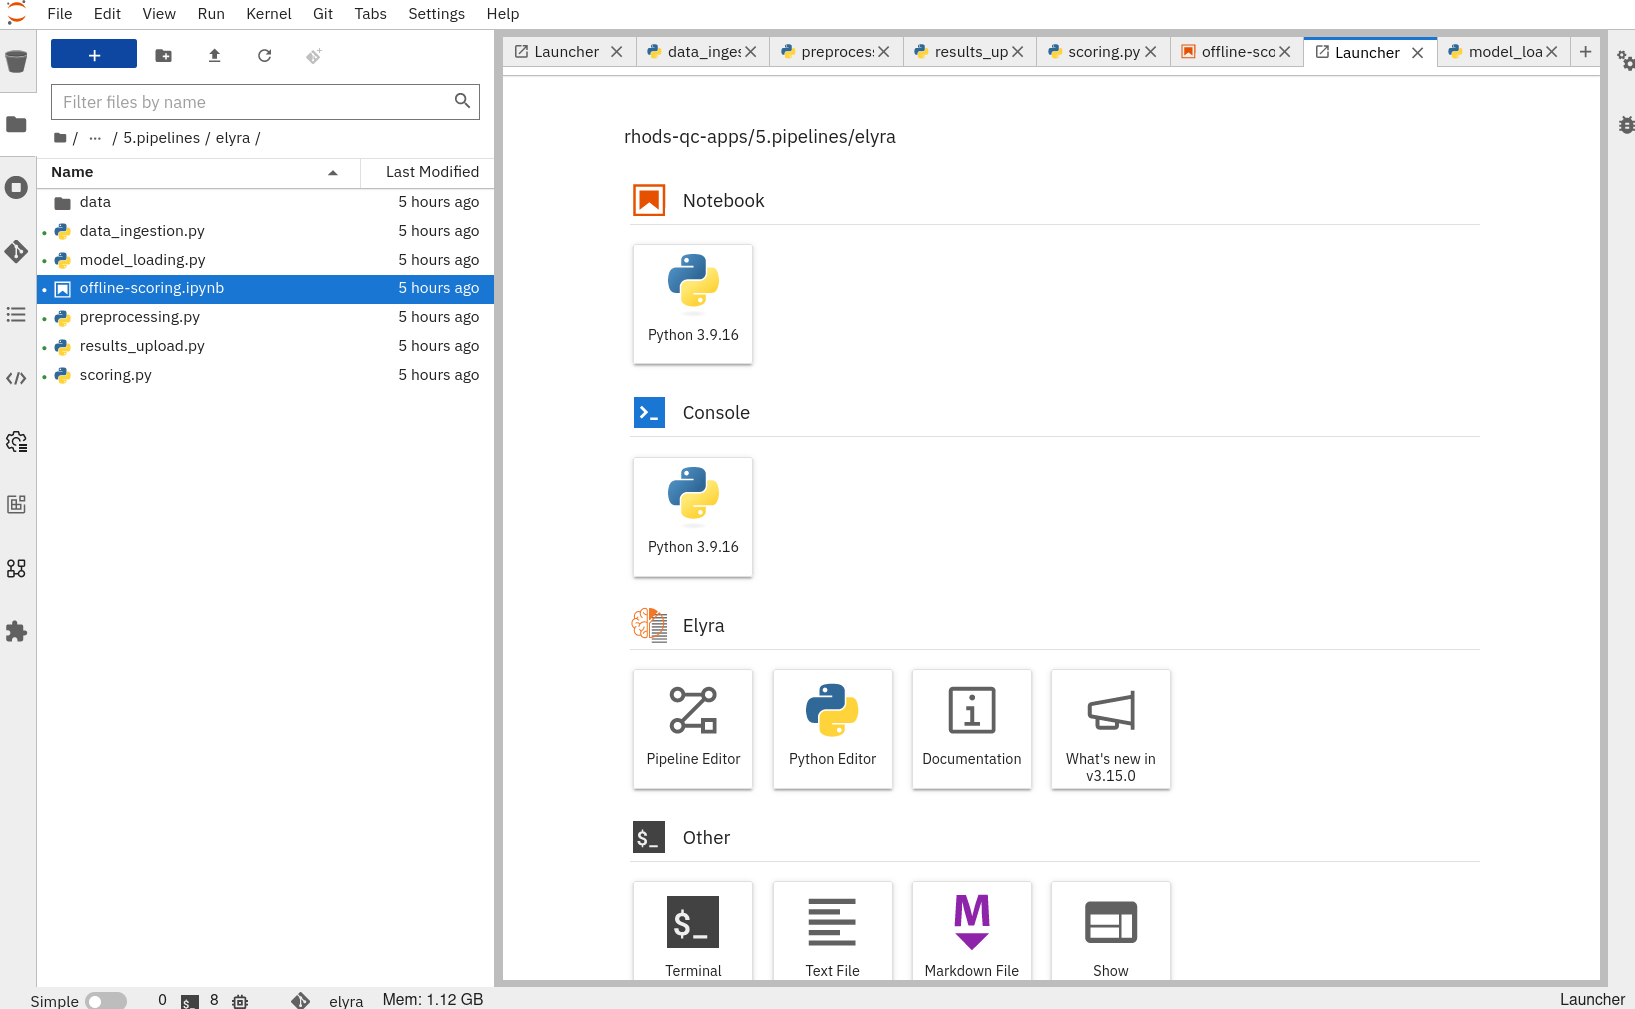 File Edit View Run Kernel Git Tabs Settings Help
Filter files by name
/ ··· / 5.pipelines / elyra /
Name Last Modified
data 5 hours ago
data_ingestion.py 5 hours ago
model_loading.py 5 hours ago
offline-scoring.ipynb 5 hours ago
preprocessing.py 5 hours ago
results_upload.py 5 hours ago
scoring.py 5 hours ago
Launcher data_inges preproces: results_up scoring.py offline-sco Launcher model_loa
rhods-qc-apps/5.pipelines/elyra
Notebook
Python 3.9.16
Console
Python 3.9.16
Elyra
Pipeline Editor Python Editor Documentation What's new in
v3.15.0
$_ Other
$_ M
Terminal Text File Markdown File Show
Simple 0 $_ 8 elyra Mem: 1.12 GB Launcher